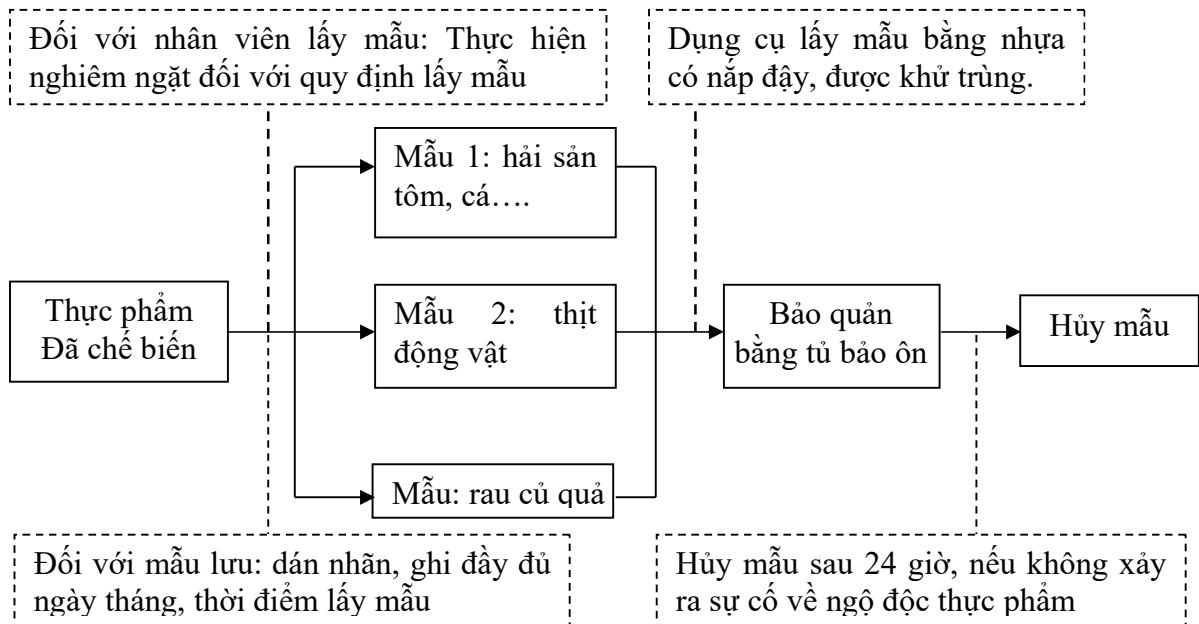 Đối với nhân viên lấy mẫu: Thực hiện
nghiêm ngặt đối với quy định lấy mẫu
Dụng cụ lấy mẫu bằng nhựa
có nắp đậy, được khử trùng.
Mẫu 1: hải sản
tôm, cá….
Thực phẩm
Đã chế biến
Mẫu 2: thịt
động vật
Bảo quản
bằng tủ bảo ôn
Hủy mẫu
Mẫu: rau củ quả
Đối với mẫu lưu: dán nhãn, ghi đầy đủ
ngày tháng, thời điểm lấy mẫu
Hủy mẫu sau 24 giờ, nếu không xảy
ra sự cố về ngộ độc thực phẩm